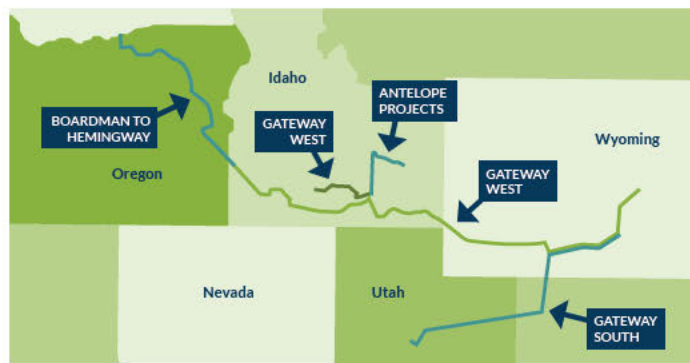 Idaho
ANTELOPE
PROJECTS
BOARDMAN TO
HEMINGWAY
GATEWAY
WEST
Wyoming
Oregon
GATEWAY
WEST
Nevada
Utah
GATEWAY
SOUTH